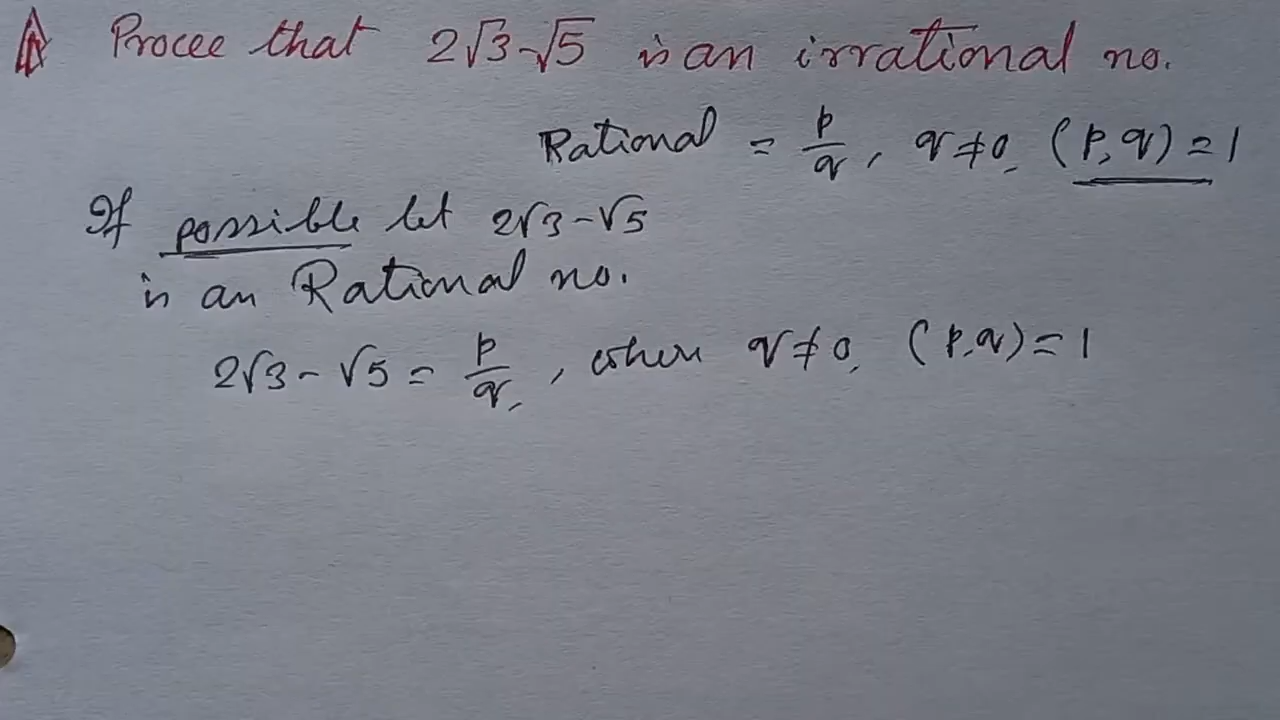 Prove that 2√3-√5 is an irrational no.
Rational = p/q, q≠0, (p,q)=1
If possible let 2√3-√5
is an Rational no.
2√3-√5 = p/q, when q≠0, (p,q)=1